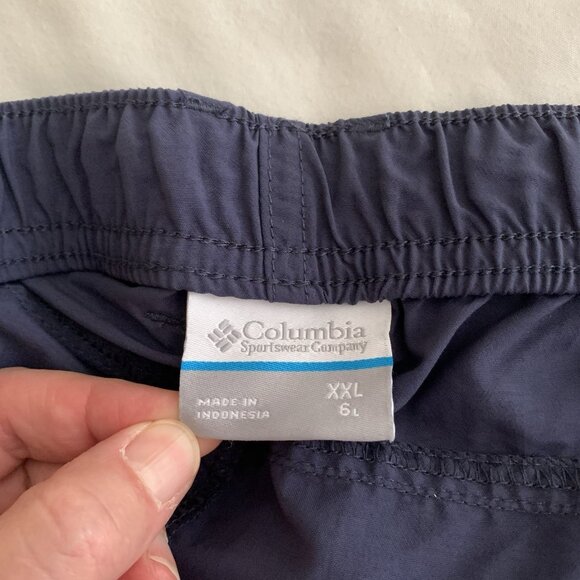 Columbia
Sportswear Company
MADE IN
INDONESIA
XXL
6L